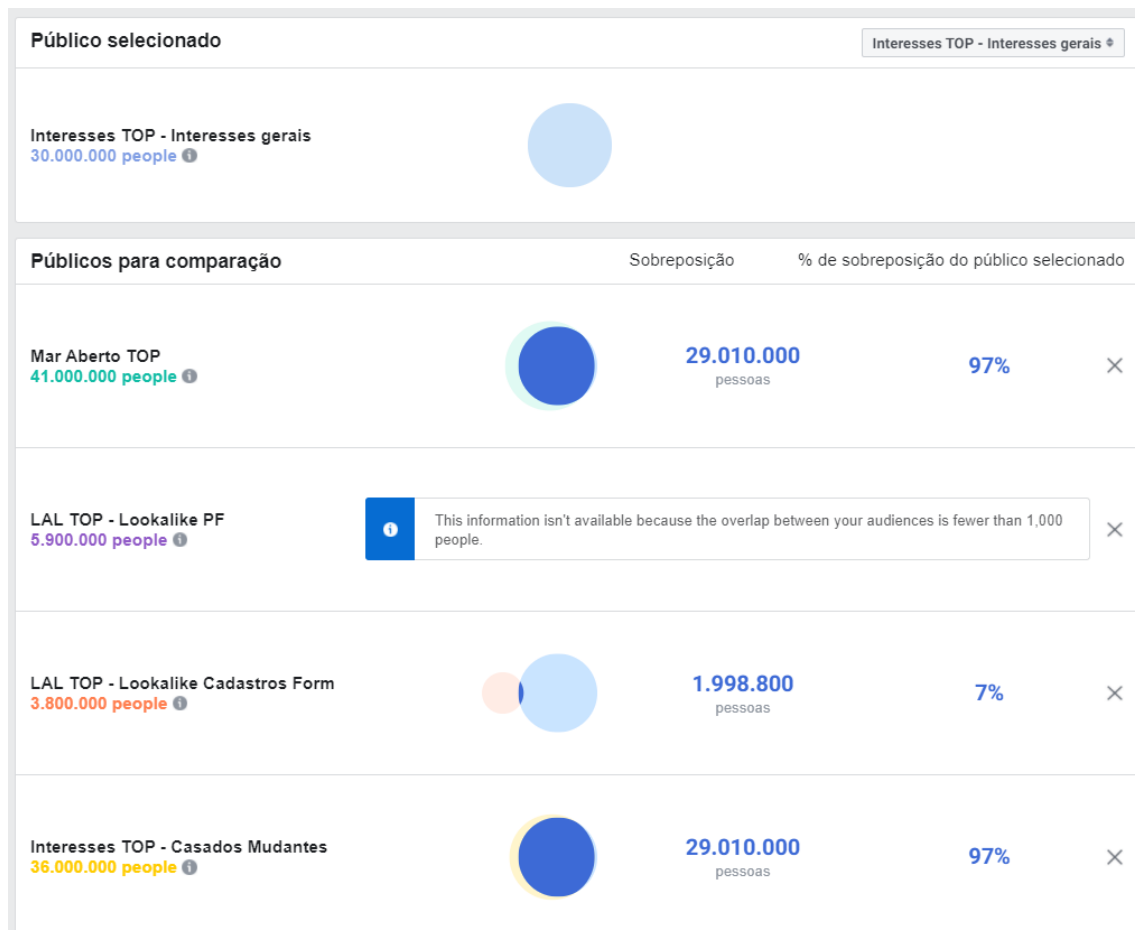 Público selecionado
Interesses TOP - Interesses gerais
Interesses TOP - Interesses gerais
30.000.000 people
Públicos para comparação
Sobreposição
% de sobreposição do público selecionado
Mar Aberto TOP
41.000.000 people
29.010.000
pessoas
97%
LAL TOP - Lookalike PF
5.900.000 people
This information isn't available because the overlap between your audiences is fewer than 1,000
people.
LAL TOP - Lookalike Cadastros Form
3.800.000 people
1.998.800
pessoas
7%
Interesses TOP - Casados Mudantes
36.000.000 people
29.010.000
pessoas
97%